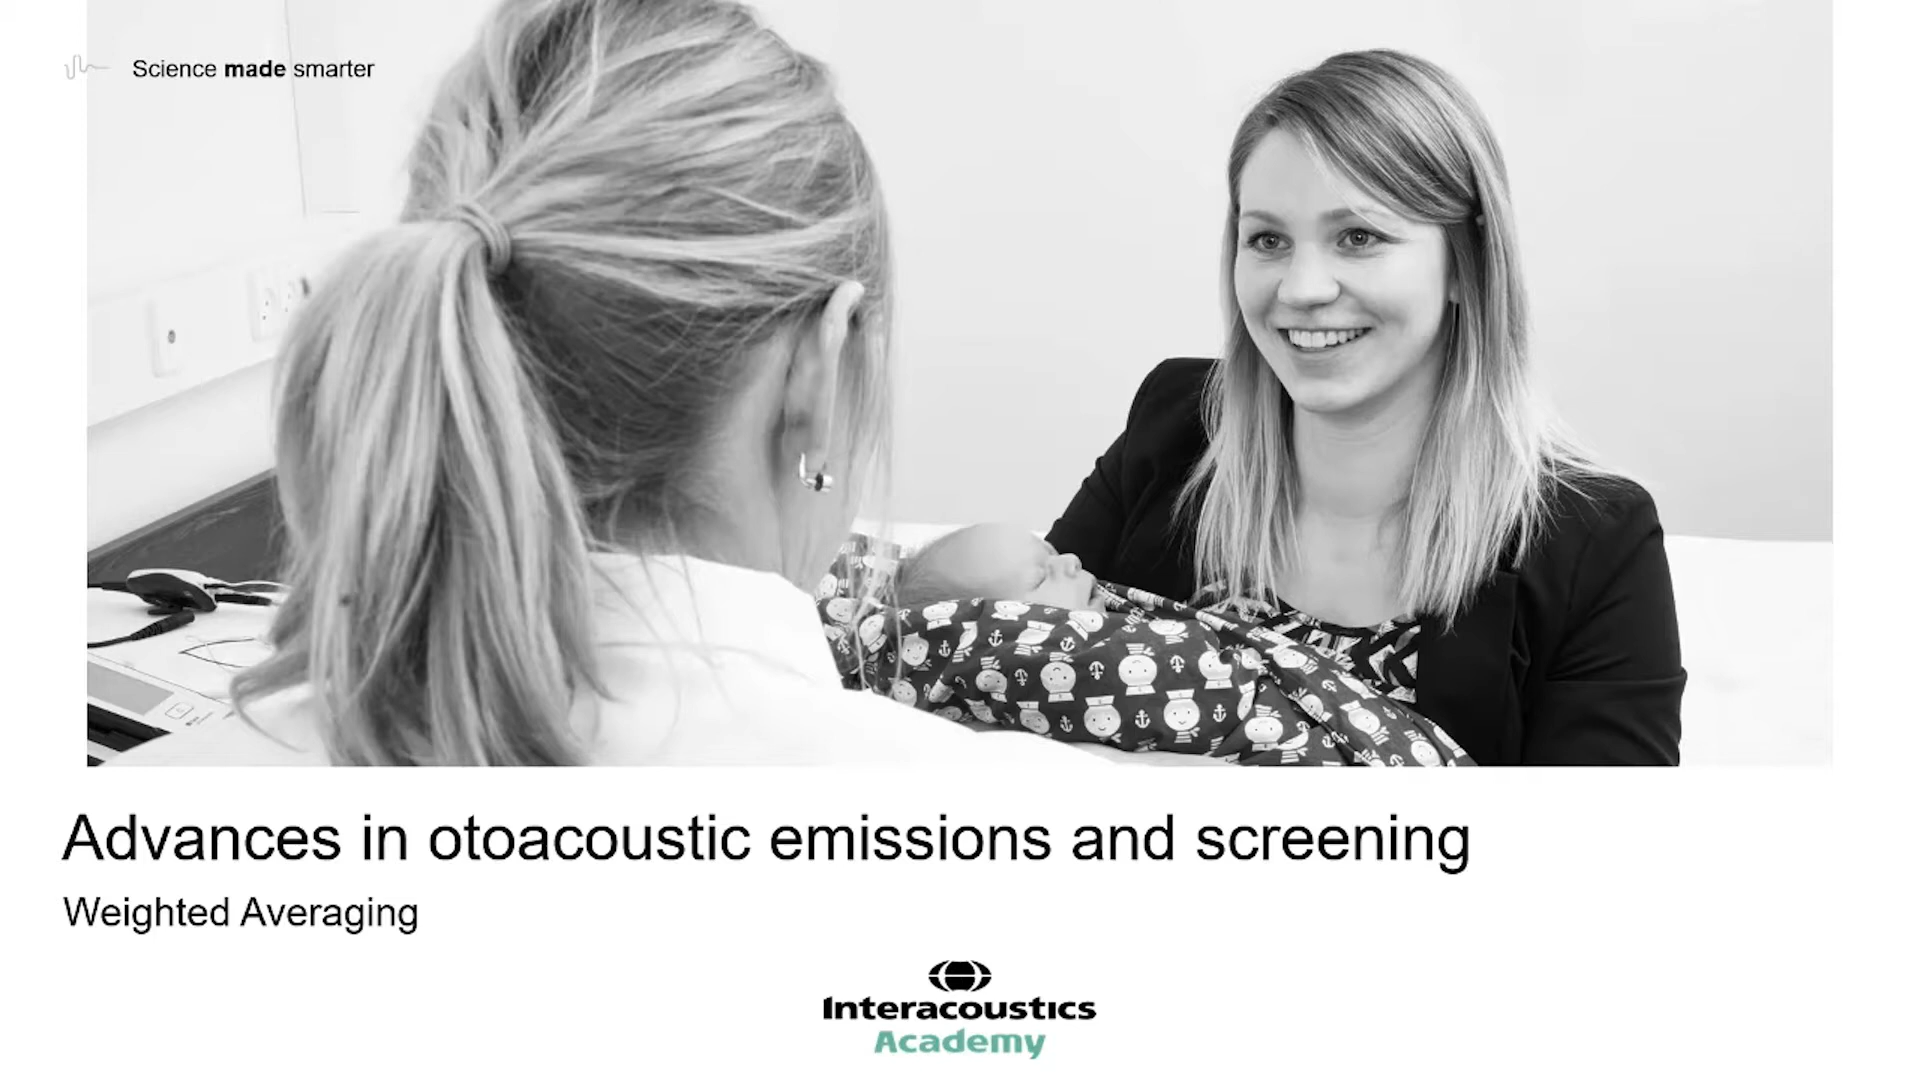 Science made smarter
Advances in otoacoustic emissions and screening
Weighted Averaging
Interacoustics
Academy